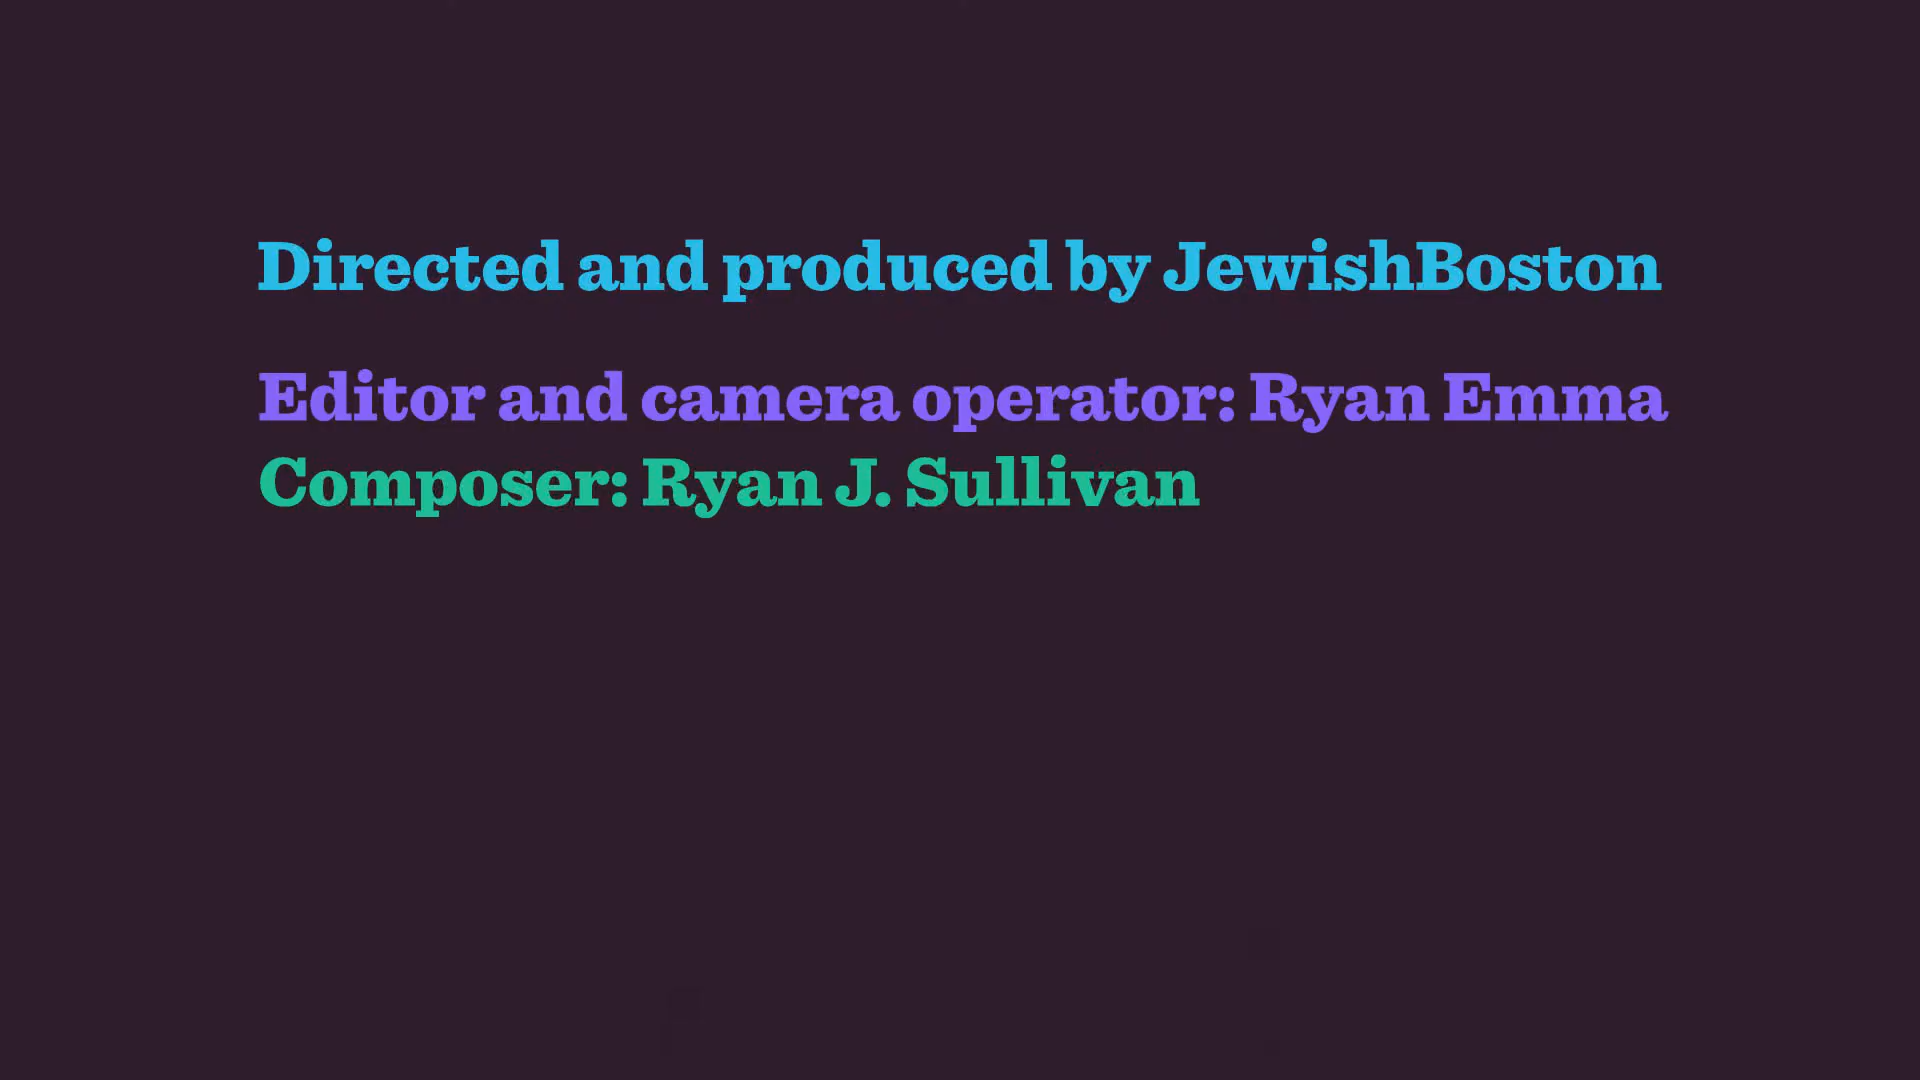 Directed and produced by JewishBoston
Editor and camera operator: Ryan Emma
Composer: Ryan J. Sullivan